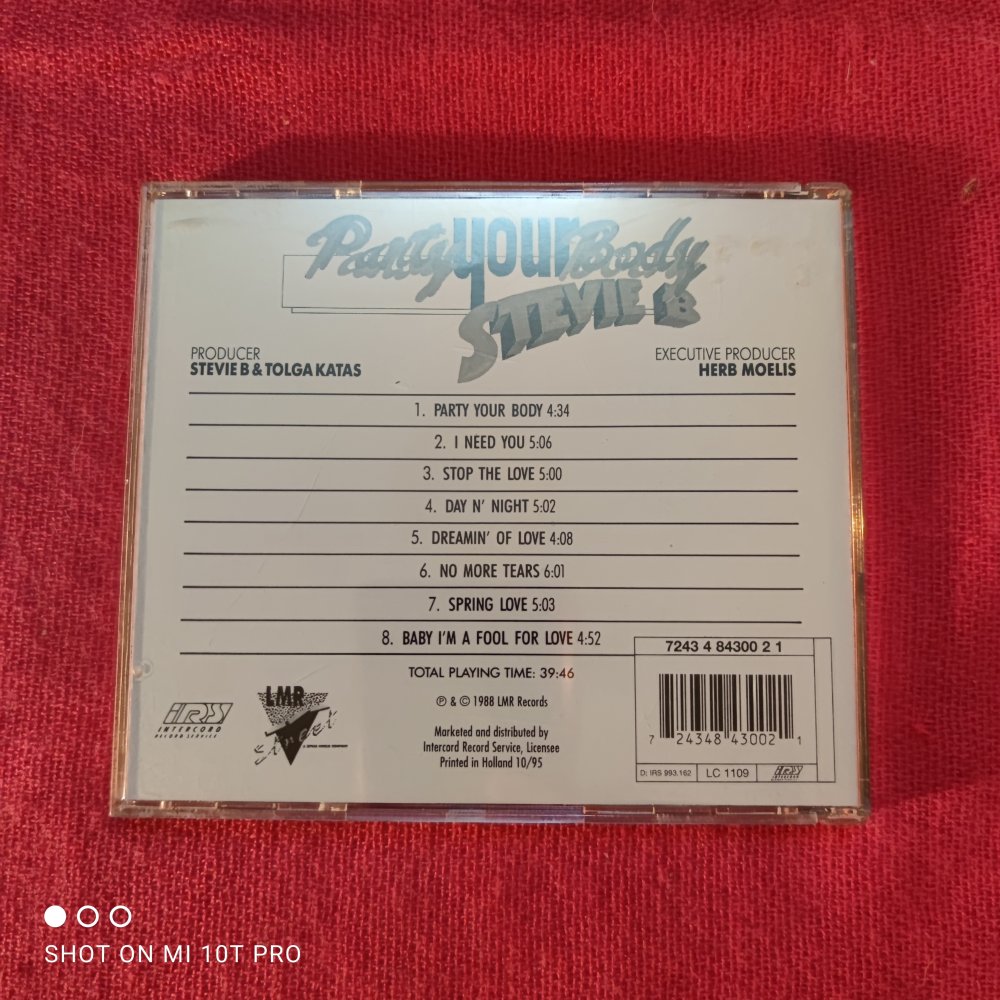 Party your Body
STEVIE B
PRODUCER
STEVIE B & TOLGA KATAS
EXECUTIVE PRODUCER
HERB MOELIS
1. PARTY YOUR BODY 4:34
2. I NEED YOU 5:06
3. STOP THE LOVE 5:00
4. DAY N' NIGHT 5:02
5. DREAMIN' OF LOVE 4:08
6. NO MORE TEARS 6:01
7. SPRING LOVE 5:03
8. BABY I'M A FOOL FOR LOVE 4:52
TOTAL PLAYING TIME: 39:46
℗ & © 1988 LMR Records
Marketed and distributed by
Intercord Record Service, Licensee
Printed in Holland 10/95
IRS
INTERCORD
RECORD SERVICE
LMR
7243 4 84300 2 1
7 24348 43002 1
D: IRS 993.162
LC 1109
IRS
SHOT ON MI 10T PRO